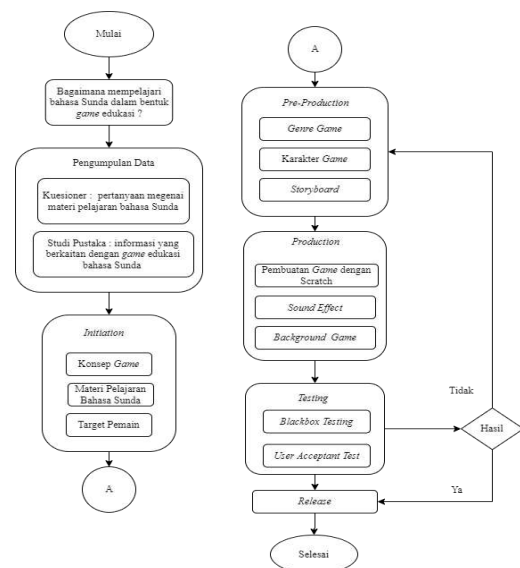 Mulai
Bagaimana mempelajari
bahasa Sunda dalam bentuk
game edukasi ?
Pengumpulan Data
Kuesioner : pertanyaan megenai
materi pelajaran bahasa Sunda
Studi Pustaka : informasi yang
berkaitan dengan game edukasi
bahasa Sunda
Initiation
Konsep Game
Materi Pelajaran
Bahasa Sunda
Target Pemain
A
A
Pre-Production
Genre Game
Karakter Game
Storyboard
Production
Pembuatan Game dengan
Scratch
Sound Effect
Background Game
Testing
Blackbox Testing
User Acceptant Test
Tidak
Hasil
Ya
Release
Selesai